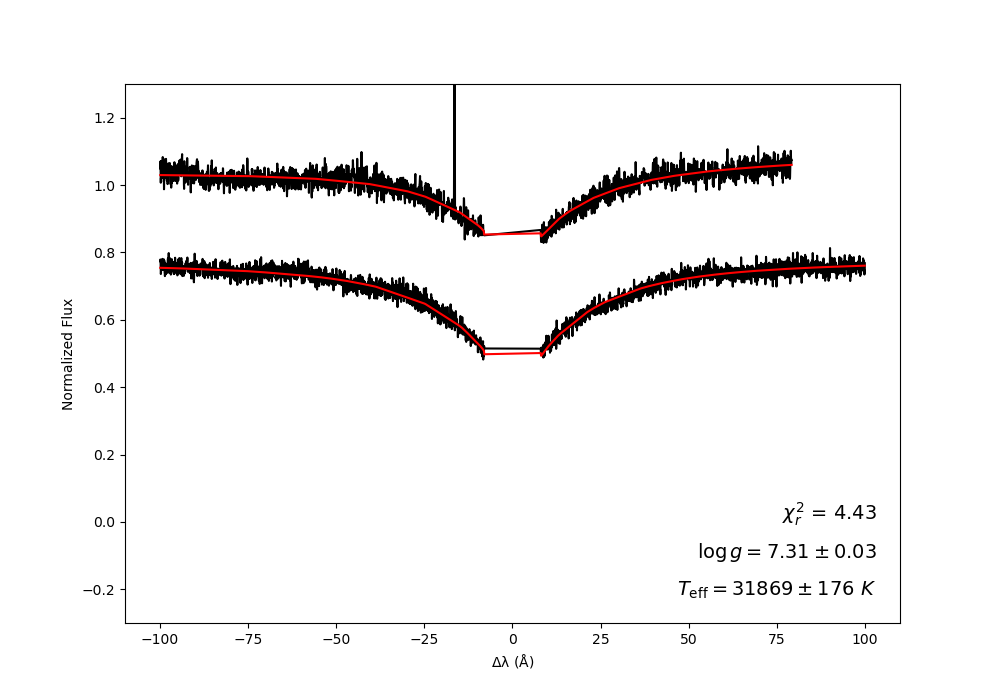 1.2
1.0
0.8
0.6
0.4
0.2
0.0
−0.2
Normalized Flux
χ²ᵣ = 4.43
log g = 7.31 ± 0.03
T_eff = 31869 ± 176 K
−100 −75 −50 −25 0 25 50 75 100
Δλ (Å)